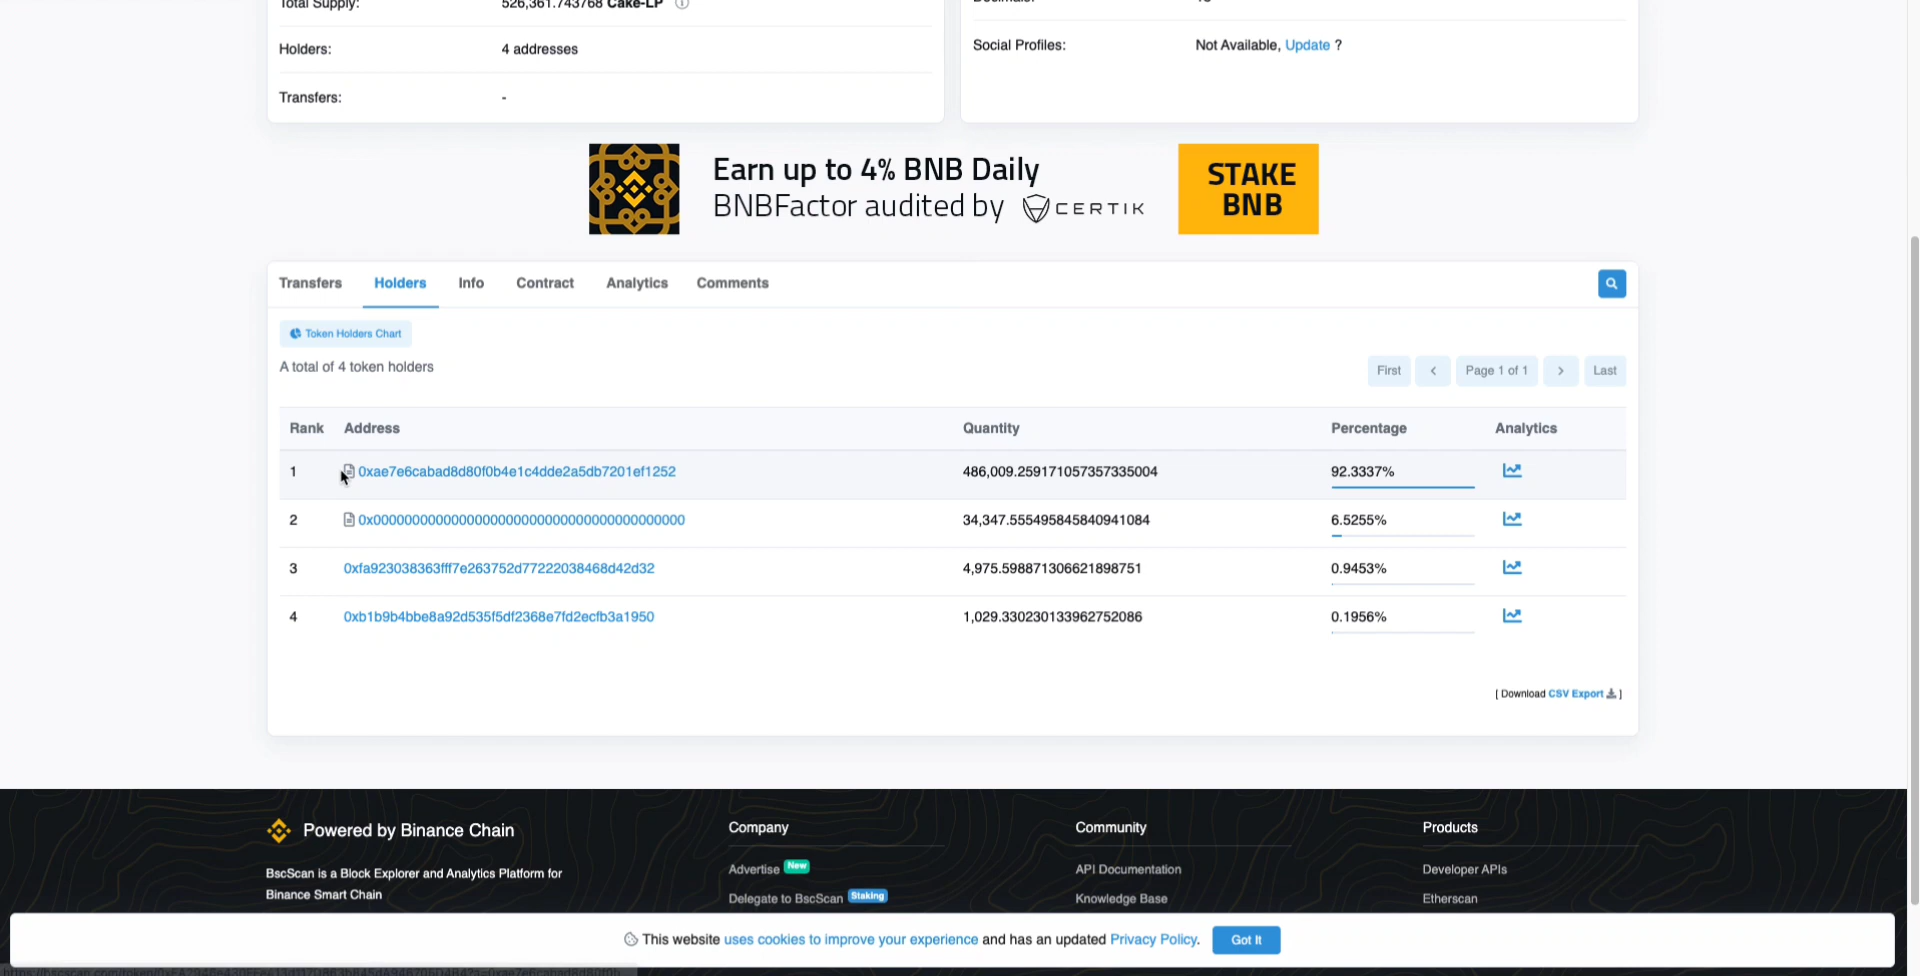 Total Supply: 526,361.743768 Cake-LP
Holders: 4 addresses
Transfers: -
Social Profiles: Not Available, Update ?
Earn up to 4% BNB Daily
BNBFactor audited by CERTIK
STAKE
BNB
Transfers Holders Info Contract Analytics Comments
Token Holders Chart
A total of 4 token holders
First Page 1 of 1 Last
Rank Address Quantity Percentage Analytics
1 0xae7e6cabad8d80f0b4e1c4dde2a5db7201ef1252 486,009.259171057357335004 92.3337%
2 0x0000000000000000000000000000000000000000 34,347.555495845840941084 6.5255%
3 0xfa923038363fff7e263752d77222038468d42d32 4,975.598871306621898751 0.9453%
4 0xb1b9b4bbe8a92d535f5df2368e7fd2ecfb3a1950 1,029.330230133962752086 0.1956%
[ Download CSV Export ]
Powered by Binance Chain
BscScan is a Block Explorer and Analytics Platform for
Binance Smart Chain
Company
Advertise New
Delegate to BscScan Staking
Community
API Documentation
Knowledge Base
Products
Developer APIs
Etherscan
This website uses cookies to improve your experience and has an updated Privacy Policy. Got It